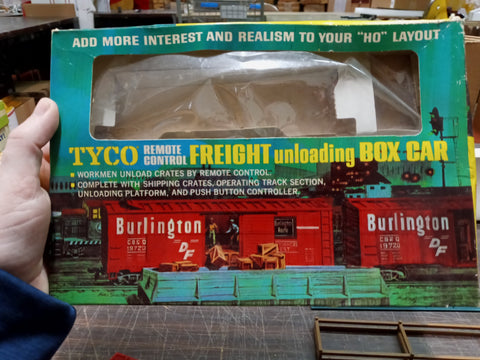 ADD MORE INTEREST AND REALISM TO YOUR "HO" LAYOUT
TYCO REMOTE CONTROL FREIGHT unloading BOX CAR
• WORKMEN UNLOAD CRATES BY REMOTE CONTROL.
• COMPLETE WITH SHIPPING CRATES, OPERATING TRACK SECTION,
UNLOADING PLATFORM, AND PUSH BUTTON CONTROLLER.
Burlington
CB&Q
19720
DF
Burlington
CB&Q
19720
DF